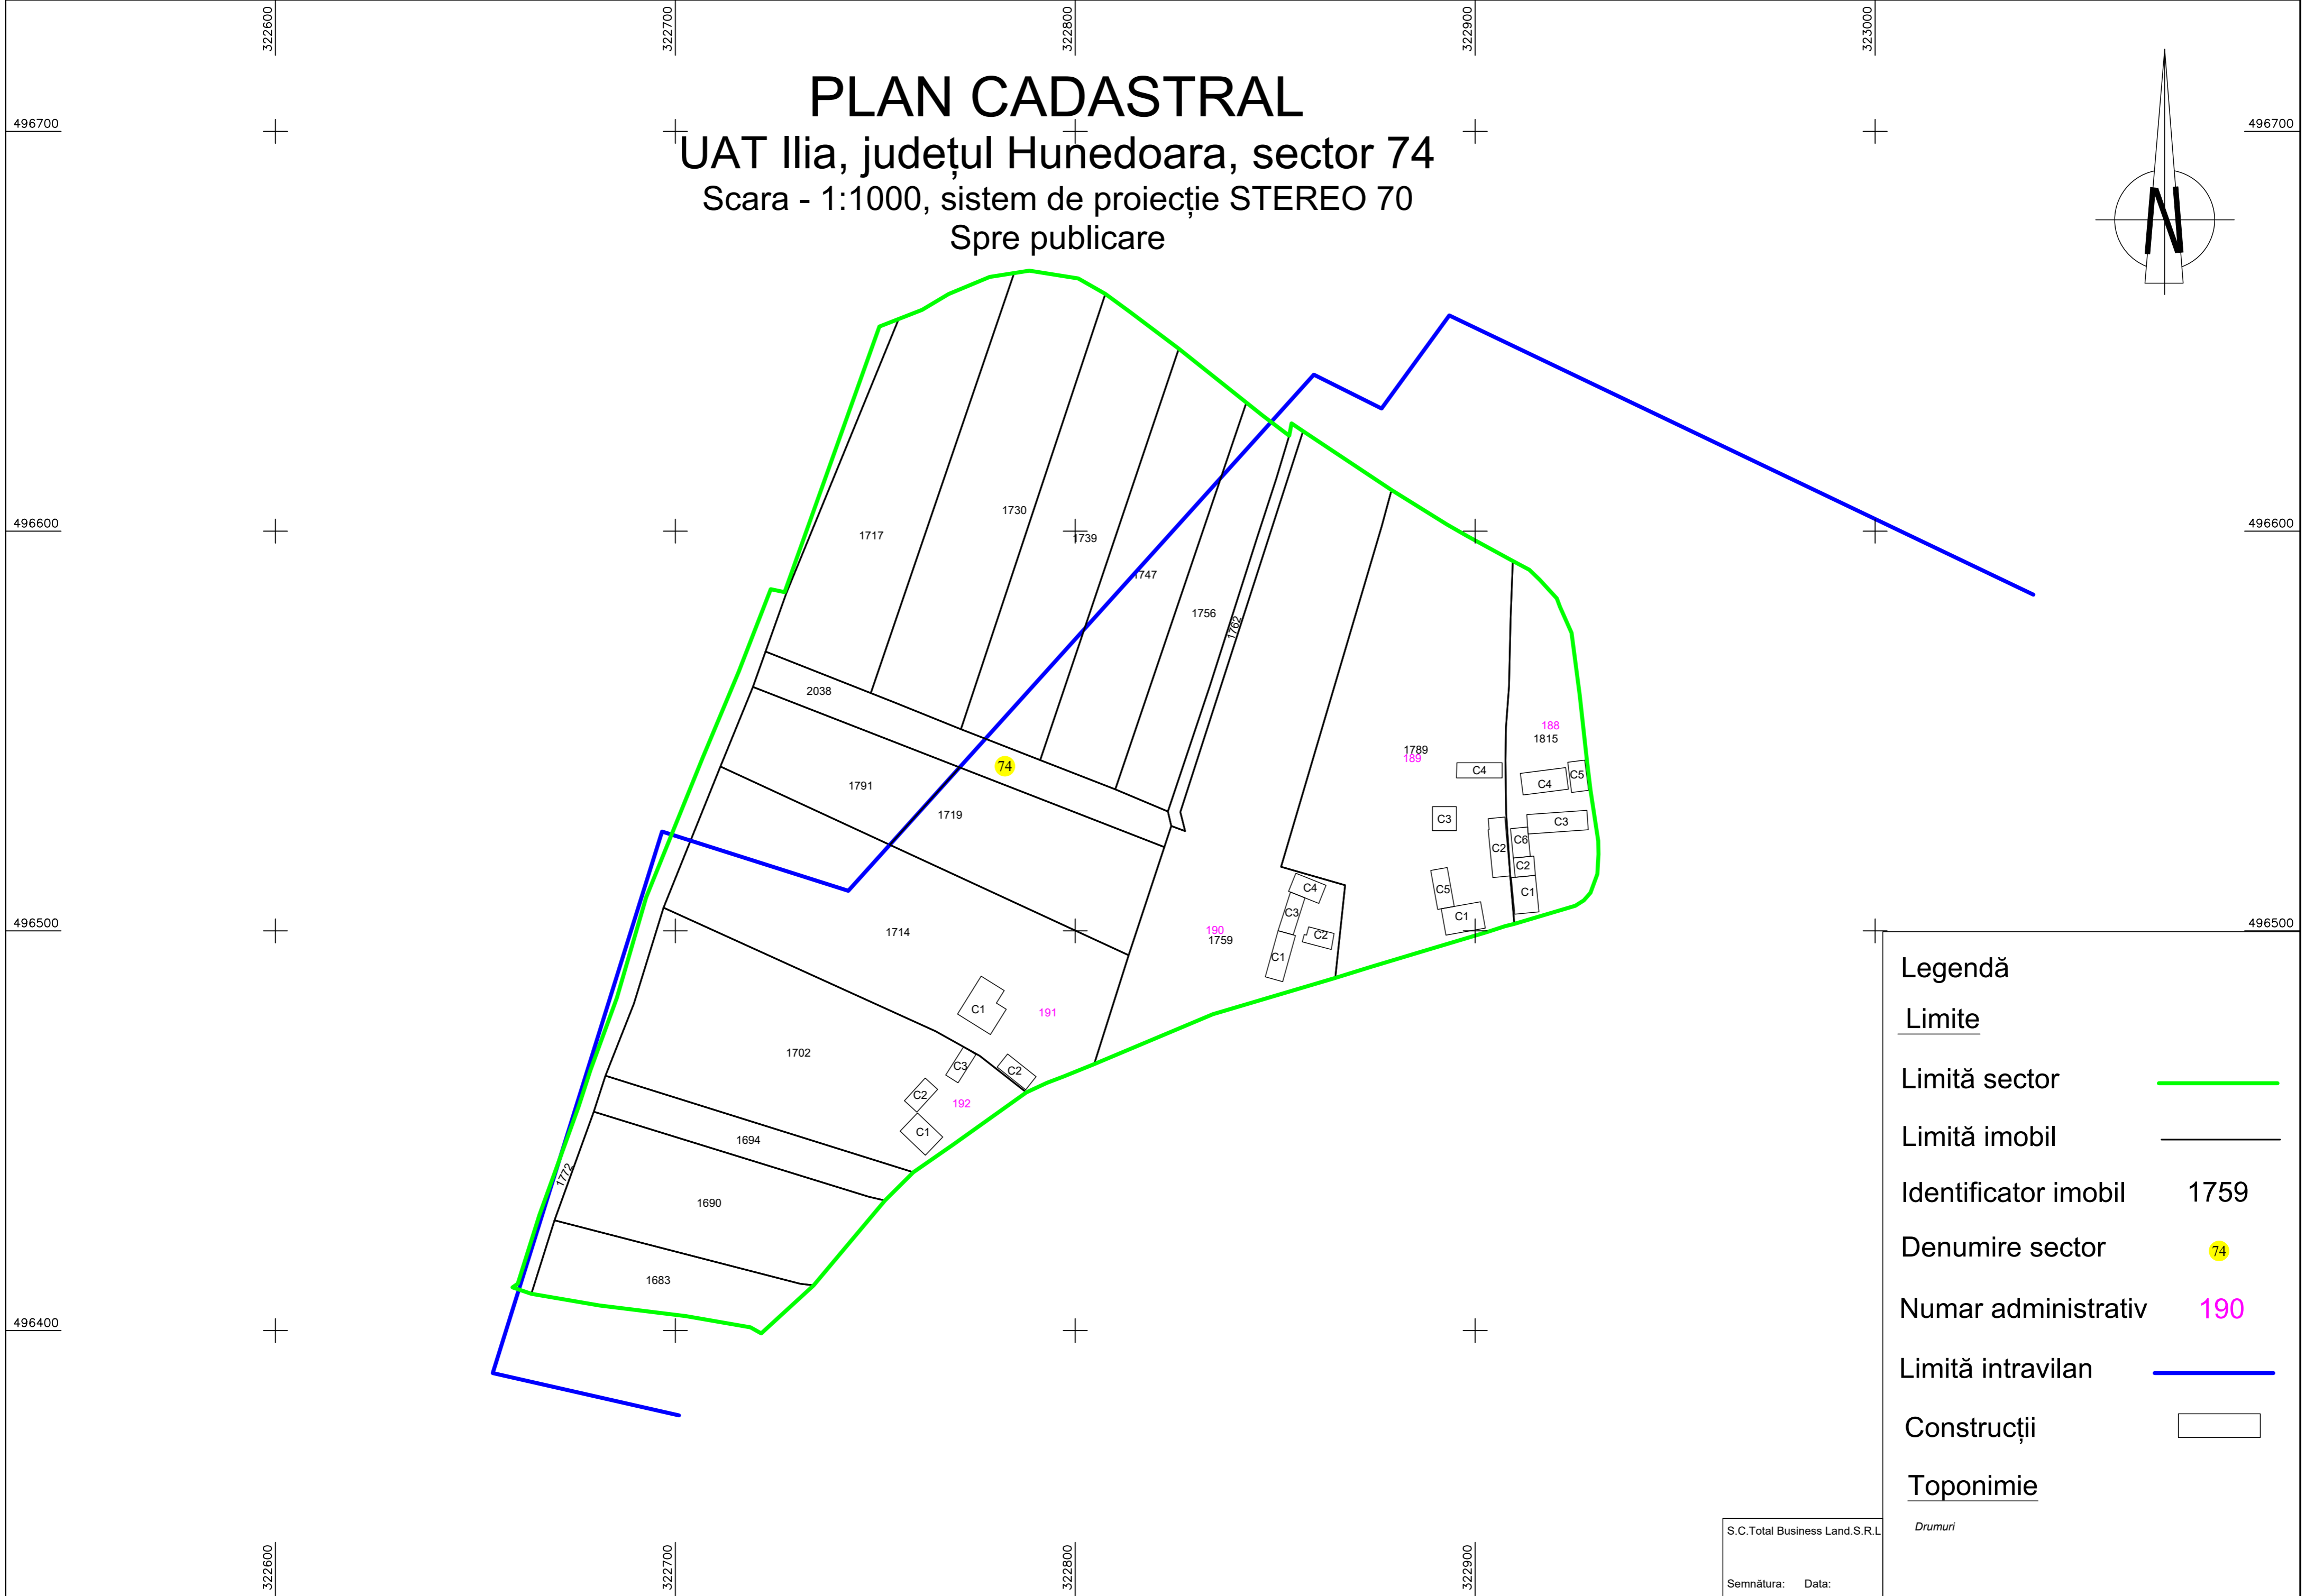 322600
322700
322800
322900
323000
PLAN CADASTRAL
496700
496700
UAT Ilia, județul Hunedoara, sector 74
Scara - 1:1000, sistem de proiecție STEREO 70
Spre publicare
N
1730
496600
496600
1717
1739
1747
1756
1762
2038
188
1815
1789
189
74
C4
C5
C4
1791
1719
C3
C3
C6
C2
C2
C4
C5
C1
C3
C1
496500
1714
190
1759
C2
496500
C1
Legendă
C1
191
Limite
1702
C3
C2
Limită sector
C2
192
C1
1694
Limită imobil
1772
1690
Identificator imobil 1759
Denumire sector 74
1683
Numar administrativ 190
496400
Limită intravilan
Construcții
Toponimie
Drumuri
S.C.Total Business Land.S.R.L
Semnătura: Data:
322600
322700
322800
322900